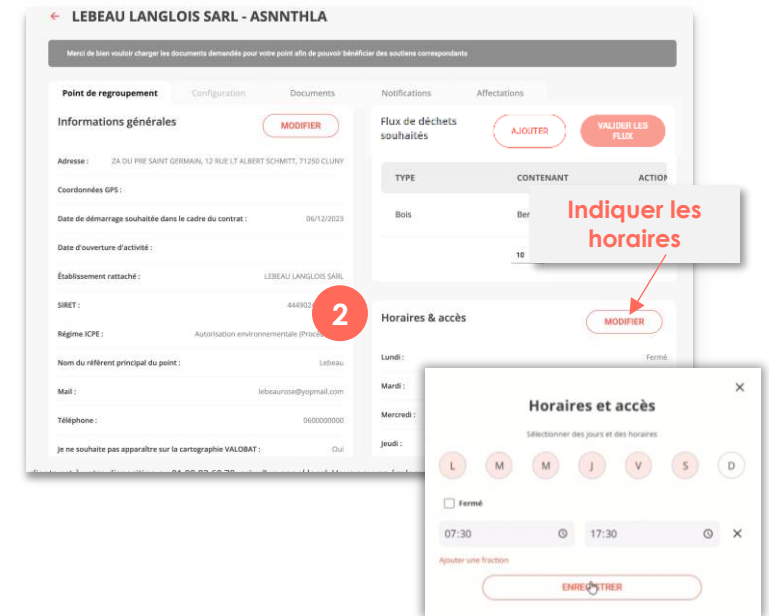 ← LEBEAU LANGLOIS SARL - ASNNTHLA
Merci de bien vouloir charger les documents demandés pour votre point afin de pouvoir bénéficier des soutiens correspondants
Point de regroupement Configuration Documents Notifications Affectations
Informations générales
MODIFIER
Adresse : ZA DU PRE SAINT GERMAIN, 12 RUE LT ALBERT SCHMITT, 71250 CLUNY
Coordonnées GPS :
Date de démarrage souhaitée dans le cadre du contrat : 06/12/2023
Date d'ouverture d'activité :
Établissement rattaché : LEBEAU LANGLOIS SARL
SIRET : 444902
Régime ICPE : Autorisation environnementale
Nom du référent principal du point : Lebeau
Mail : lebeaurose@yopmail.com
Téléphone : 0600000000
Je ne souhaite pas apparaître sur la cartographie VALOBAT : Oui
Flux de déchets
souhaités
AJOUTER
VALIDER LES
FLUX
TYPE CONTENANT ACTION
Bois Ben
10
Indiquer les
horaires
2
Horaires & accès
MODIFIER
Lundi : Fermé
Mardi :
Mercredi :
Jeudi :
×
Horaires et accès
Sélectionner des jours et des horaires
L M M J V S D
Fermé
07:30 17:30 ×
Ajouter une fraction
ENREGISTRER